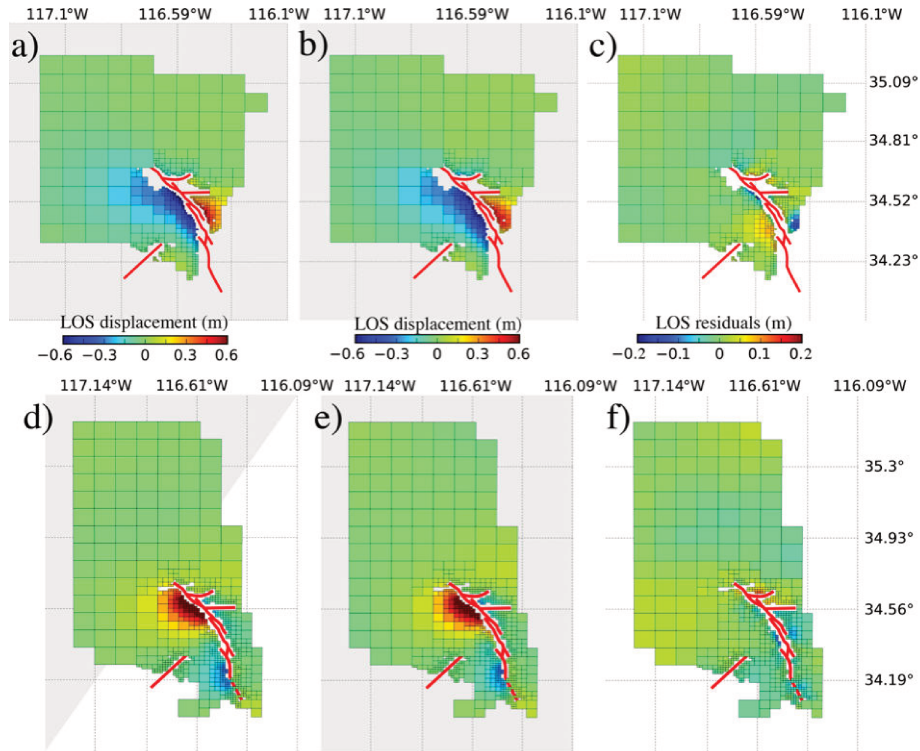 117.1°W 116.59°W 116.1°W 117.1°W 116.59°W 116.1°W 117.1°W 116.59°W 116.1°W
a) b) c)
35.09°
34.81°
34.52°
34.23°
LOS displacement (m) LOS displacement (m) LOS residuals (m)
−0.6 −0.3 0 0.3 0.6 −0.6 −0.3 0 0.3 0.6 −0.2 −0.1 0 0.1 0.2
117.14°W 116.61°W 116.09°W 117.14°W 116.61°W 116.09°W 117.14°W 116.61°W 116.09°W
d) e) f)
35.3°
34.93°
34.56°
34.19°